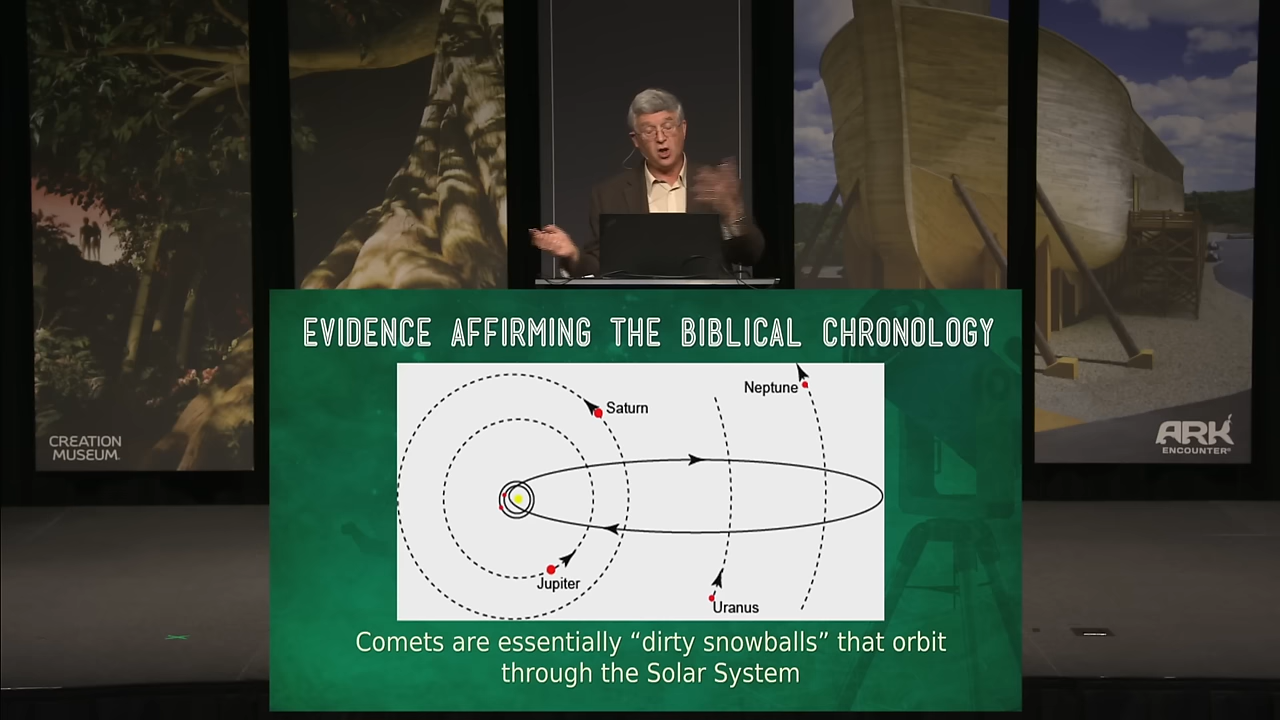 CREATION
MUSEUM.
ARK
ENCOUNTER®
EVIDENCE AFFIRMING THE BIBLICAL CHRONOLOGY
Neptune
Saturn
Jupiter
Uranus
Comets are essentially “dirty snowballs” that orbit
through the Solar System